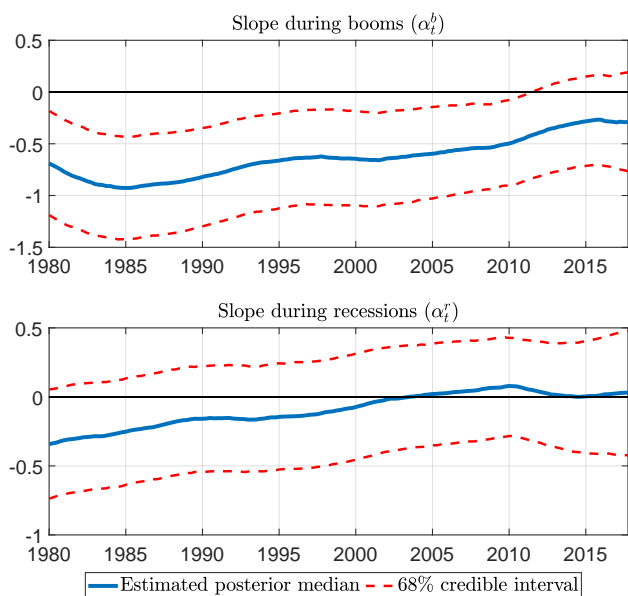 Slope during booms (α_t^b)
0.5
0
-0.5
-1
-1.5
1980 1985 1990 1995 2000 2005 2010 2015
Slope during recessions (α_t^r)
0.5
0
-0.5
-1
1980 1985 1990 1995 2000 2005 2010 2015
Estimated posterior median 68% credible interval